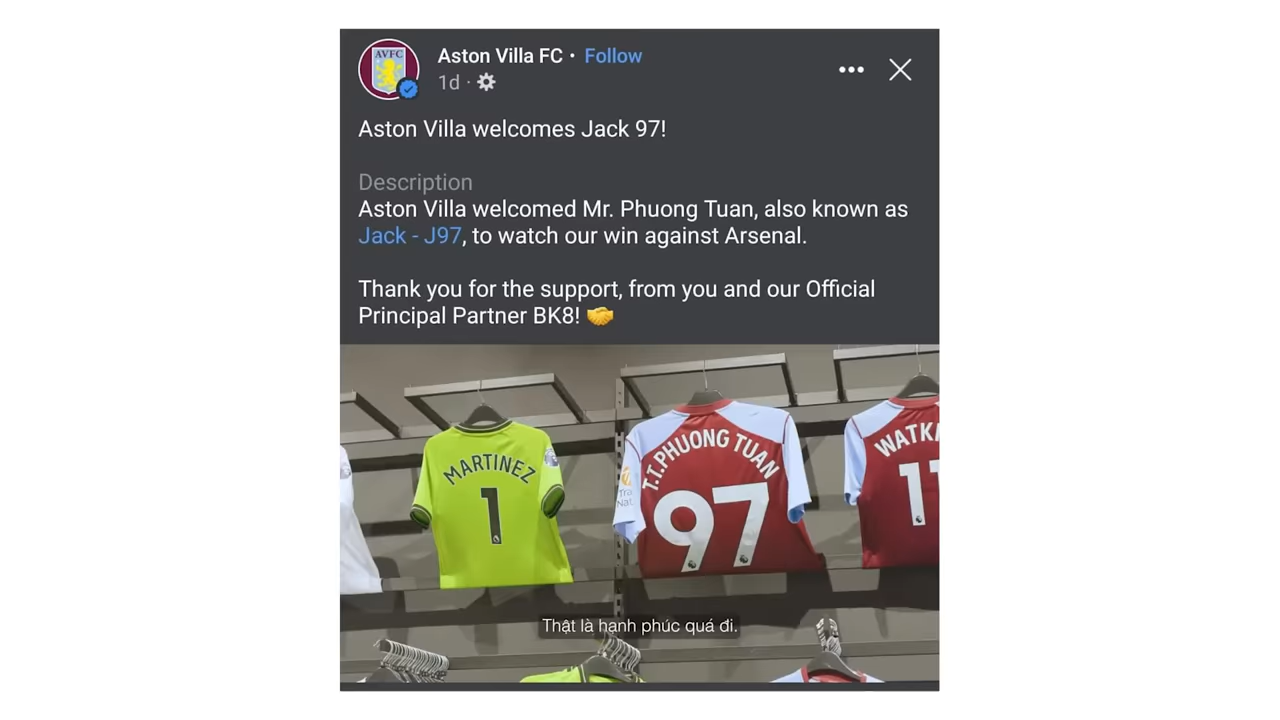 AVFC
Aston Villa FC · Follow
1d ·
Aston Villa welcomes Jack 97!
Description
Aston Villa welcomed Mr. Phuong Tuan, also known as
Jack - J97, to watch our win against Arsenal.
Thank you for the support, from you and our Official
Principal Partner BK8! 🤝
MARTINEZ
1
T.T.PHUONG TUAN
97
WATK
11
Thật là hạnh phúc quá đi.